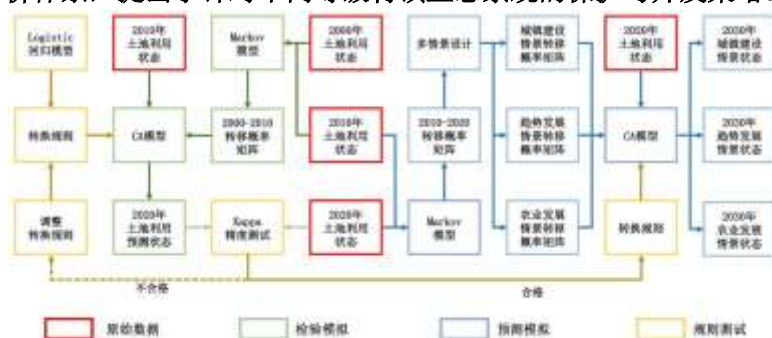 Logistic
回归模型
2010年
土地利用
状态
Markov
模型
2000年
土地利用
状态
多情景设计
城镇建设
情景转移
概率矩阵
2020年
土地利用
状态
2030年
城镇建设
情景状态
转换规则
CA模型
2000-2010
转移概率
矩阵
2010年
土地利用
状态
2010-2020
转移概率
矩阵
趋势发展
情景转移
概率矩阵
CA模型
2030年
趋势发展
情景状态
调整
转换规则
2020年
土地利用
预测状态
Kappa
精度测试
2020年
土地利用
状态
Markov
模型
农业发展
情景转移
概率矩阵
转换规则
2030年
农业发展
情景状态
不合格
合格
原始数据
检验模拟
预测模拟
规则测试